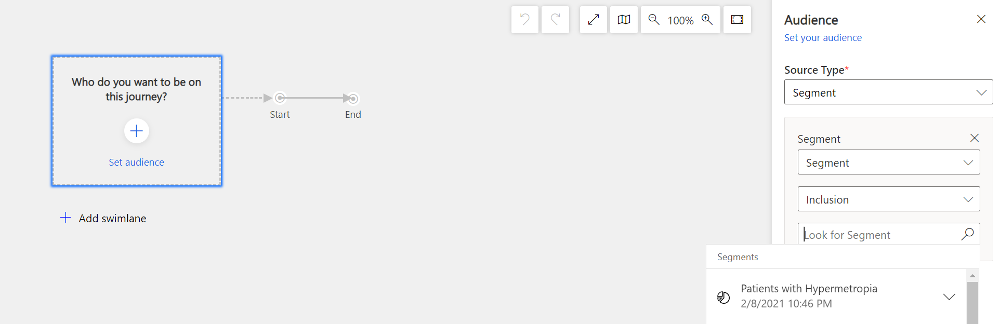 100%
Who do you want to be on
this journey?
Set audience
Start
End
Add swimlane
Audience
Set your audience
Source Type*
Segment
Segment
Segment
Inclusion
Look for Segment
Segments
Patients with Hypermetropia
2/8/2021 10:46 PM